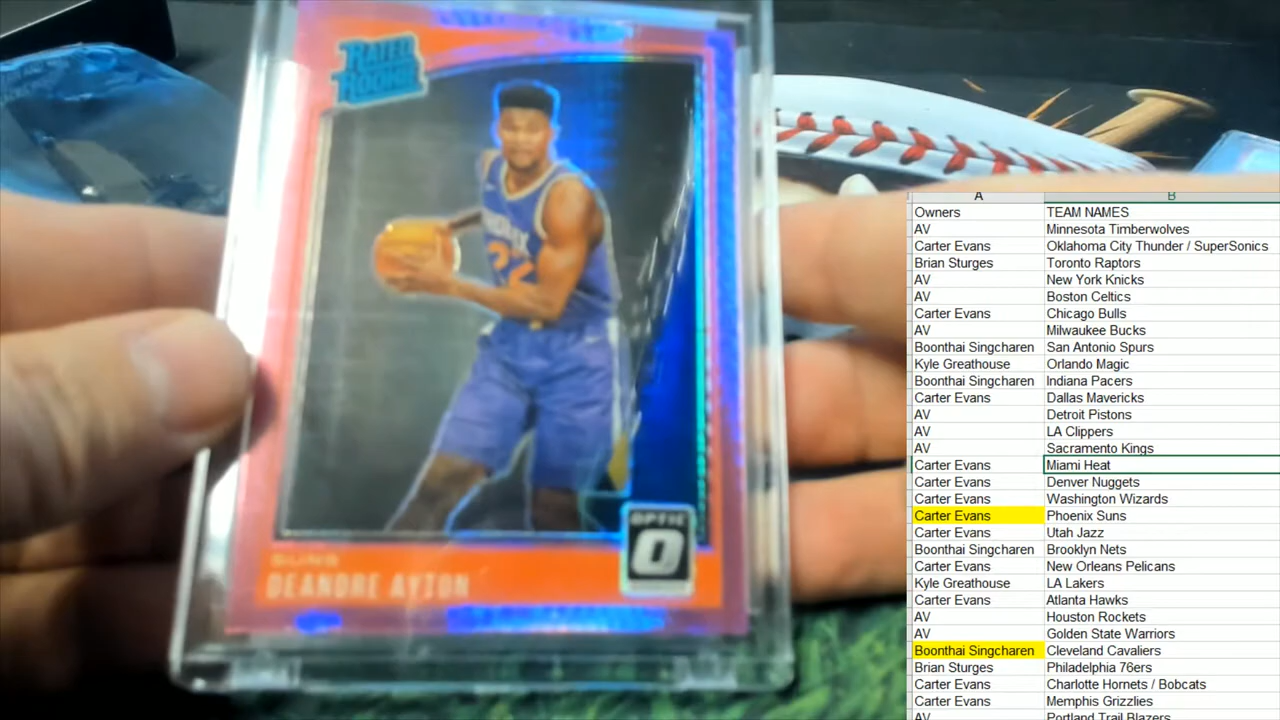 RATED
ROOKIE
22
OPTIC
SUNS
DEANDRE AYTON
A B
Owners TEAM NAMES
AV Minnesota Timberwolves
Carter Evans Oklahoma City Thunder / SuperSonics
Brian Sturges Toronto Raptors
AV New York Knicks
AV Boston Celtics
Carter Evans Chicago Bulls
AV Milwaukee Bucks
Boonthai Singcharen San Antonio Spurs
Kyle Greathouse Orlando Magic
Boonthai Singcharen Indiana Pacers
Carter Evans Dallas Mavericks
AV Detroit Pistons
AV LA Clippers
AV Sacramento Kings
Carter Evans Miami Heat
Carter Evans Denver Nuggets
Carter Evans Washington Wizards
Carter Evans Phoenix Suns
Carter Evans Utah Jazz
Boonthai Singcharen Brooklyn Nets
Carter Evans New Orleans Pelicans
Kyle Greathouse LA Lakers
Carter Evans Atlanta Hawks
AV Houston Rockets
AV Golden State Warriors
Boonthai Singcharen Cleveland Cavaliers
Brian Sturges Philadelphia 76ers
Carter Evans Charlotte Hornets / Bobcats
Carter Evans Memphis Grizzlies
AV Portland Trail Blazers